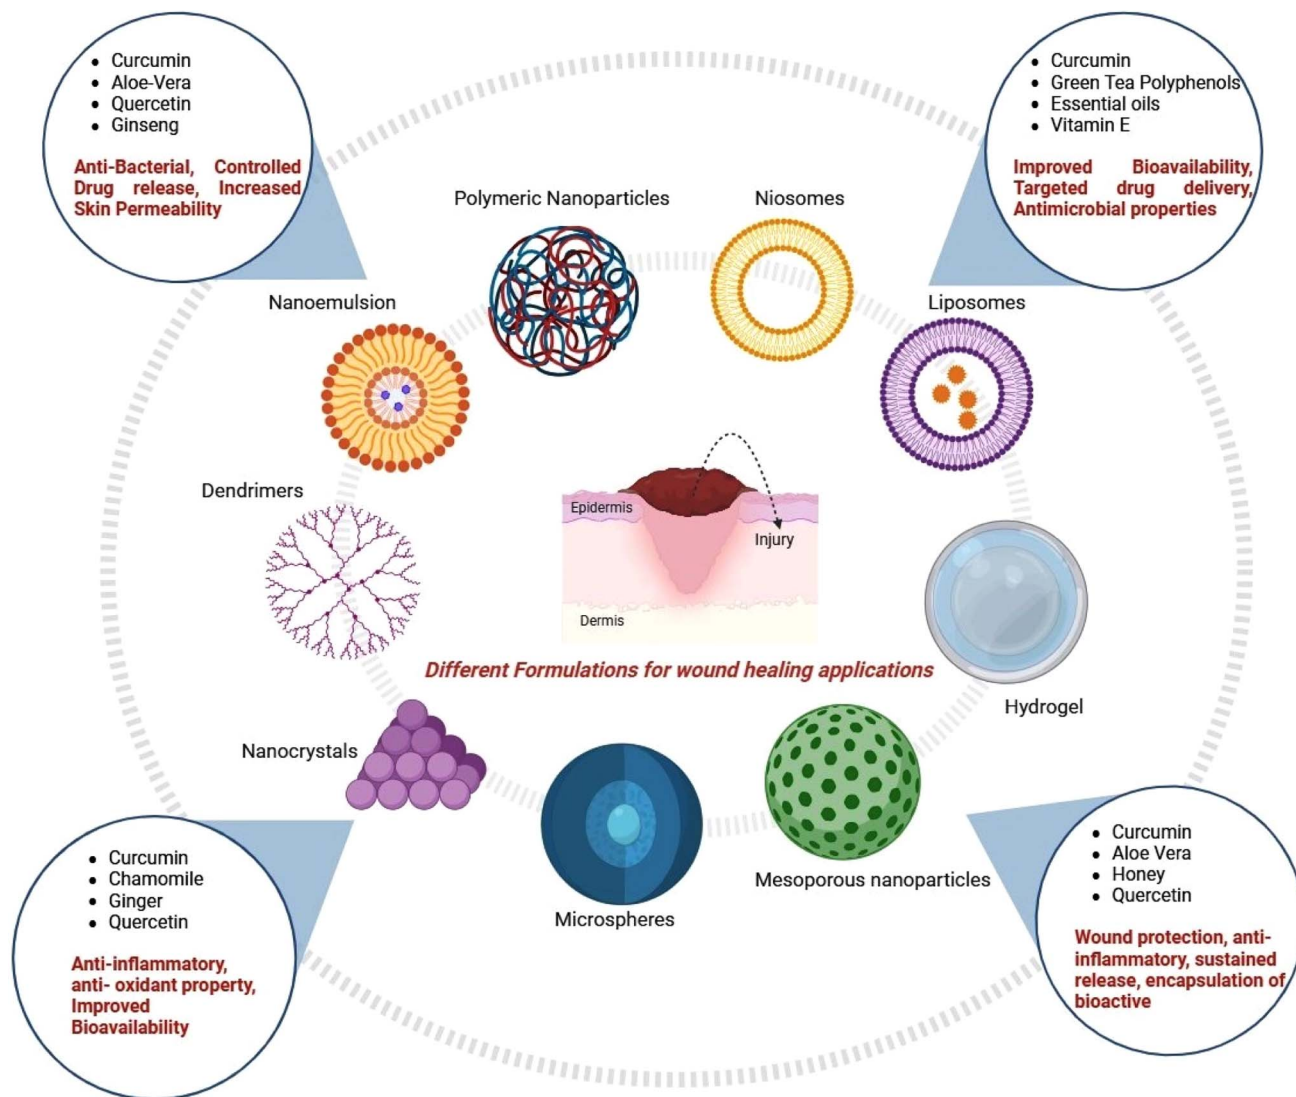 • Curcumin
• Aloe-Vera
• Quercetin
• Ginseng
Anti-Bacterial, Controlled
Drug release, Increased
Skin Permeability
• Curcumin
• Green Tea Polyphenols
• Essential oils
• Vitamin E
Improved Bioavailability,
Targeted drug delivery,
Antimicrobial properties
Polymeric Nanoparticles
Niosomes
Nanoemulsion
Liposomes
Dendrimers
Epidermis
Injury
Dermis
Different Formulations for wound healing applications
Hydrogel
Nanocrystals
Mesoporous nanoparticles
Microspheres
• Curcumin
• Chamomile
• Ginger
• Quercetin
Anti-inflammatory,
anti- oxidant property,
Improved
Bioavailability
• Curcumin
• Aloe Vera
• Honey
• Quercetin
Wound protection, anti-
inflammatory, sustained
release, encapsulation of
bioactive